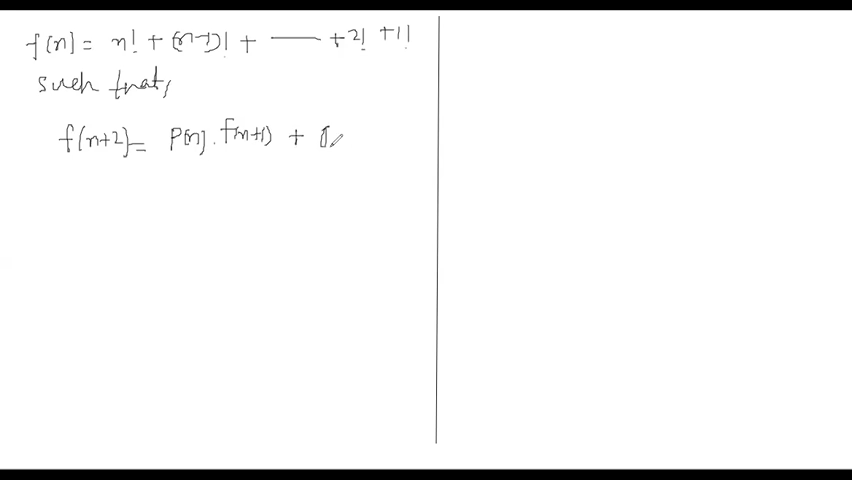 f(n) = n! + (n-1)! + —— + 2! + 1!
such that,
f(n+2) = P(n) . f(n+1) +